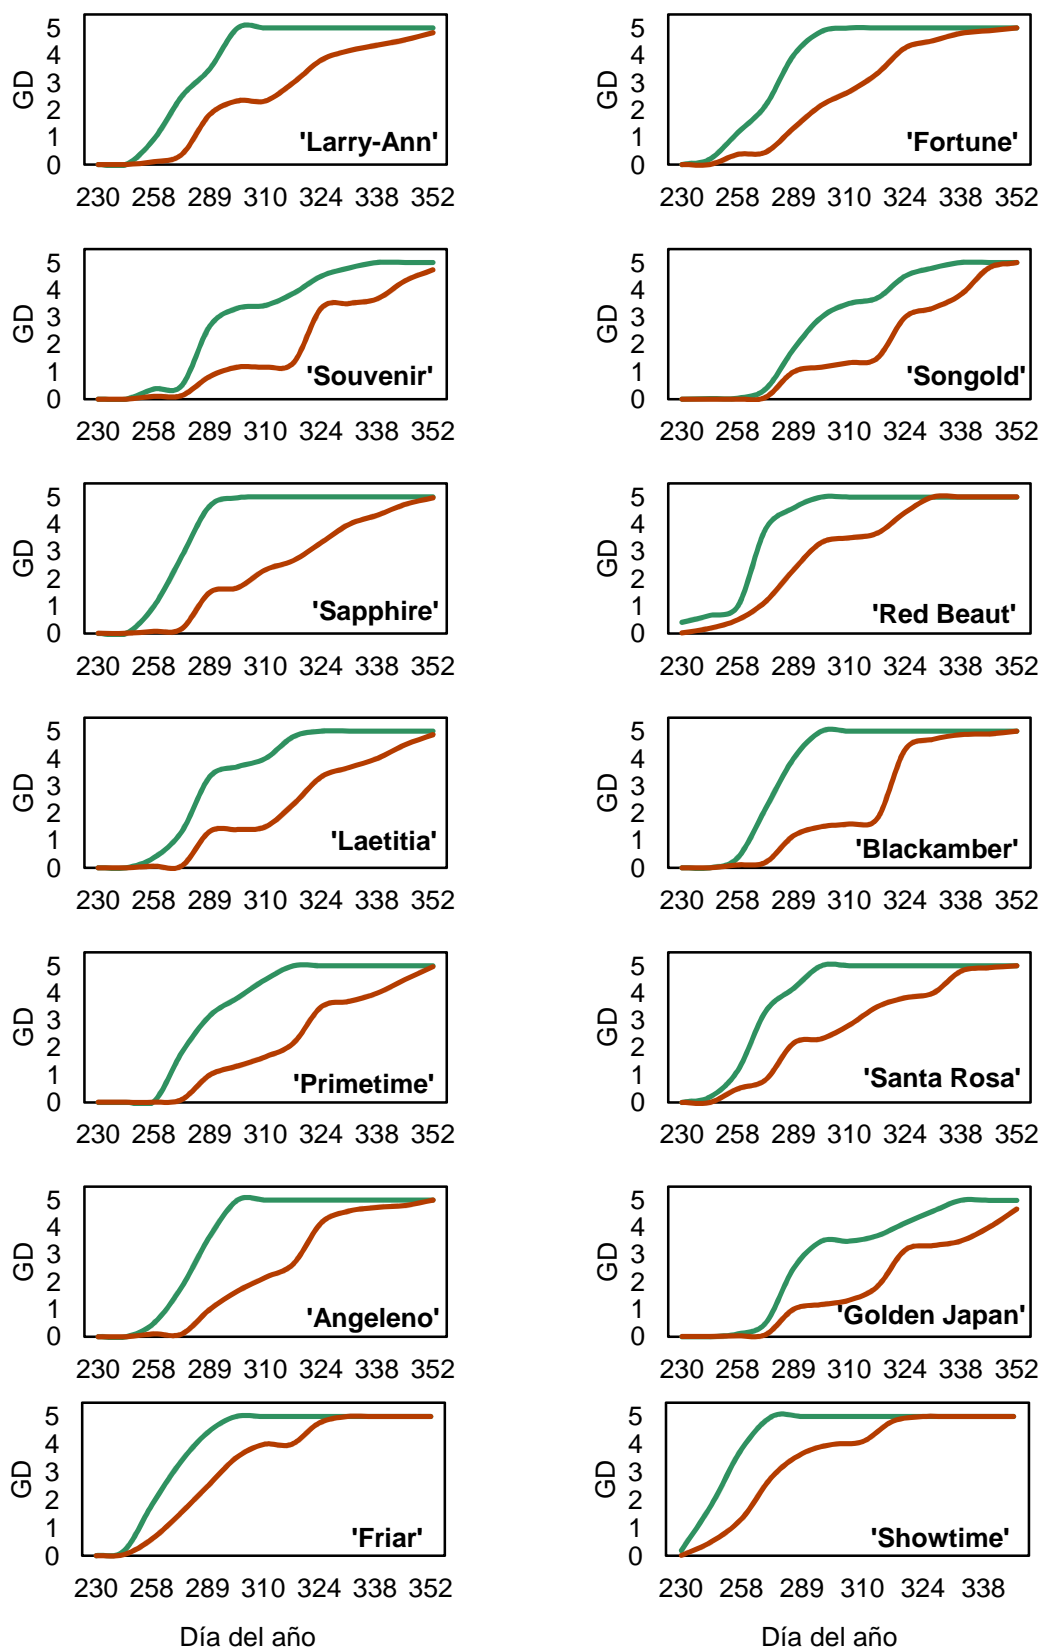 5 5
4 4
GD 3 GD 3
2 2
1 'Larry-Ann' 1 'Fortune'
0 0
230 258 289 310 324 338 352 230 258 289 310 324 338 352
5 5
4 4
GD 3 GD 3
2 2
1 'Souvenir' 1 'Songold'
0 0
230 258 289 310 324 338 352 230 258 289 310 324 338 352
5 5
4 4
GD 3 GD 3
2 2
1 'Sapphire' 1 'Red Beaut'
0 0
230 258 289 310 324 338 352 230 258 289 310 324 338 352
5 5
4 4
GD 3 GD 3
2 2
1 'Laetitia' 1 'Blackamber'
0 0
230 258 289 310 324 338 352 230 258 289 310 324 338 352
5 5
4 4
GD 3 GD 3
2 2
1 'Primetime' 1 'Santa Rosa'
0 0
230 258 289 310 324 338 352 230 258 289 310 324 338 352
5 5
4 4
GD 3 GD 3
2 2
1 'Angeleno' 1 'Golden Japan'
0 0
230 258 289 310 324 338 352 230 258 289 310 324 338 352
5 5
4 4
GD 3 GD 3
2 2
1 'Friar' 1 'Showtime'
0 0
230 258 289 310 324 338 352 230 258 289 310 324 338
Día del año Día del año